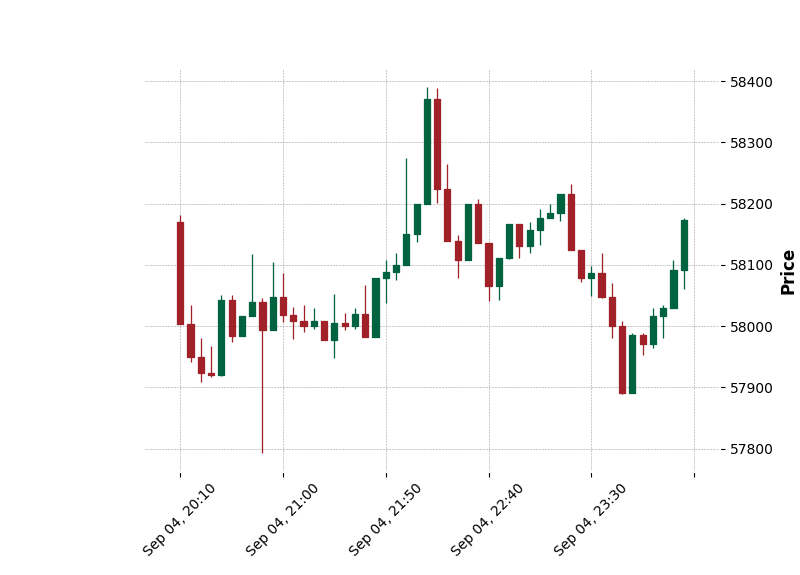 58400
58300
58200
58100
58000
57900
57800
Price
Sep 04, 20:10
Sep 04, 21:00
Sep 04, 21:50
Sep 04, 22:40
Sep 04, 23:30